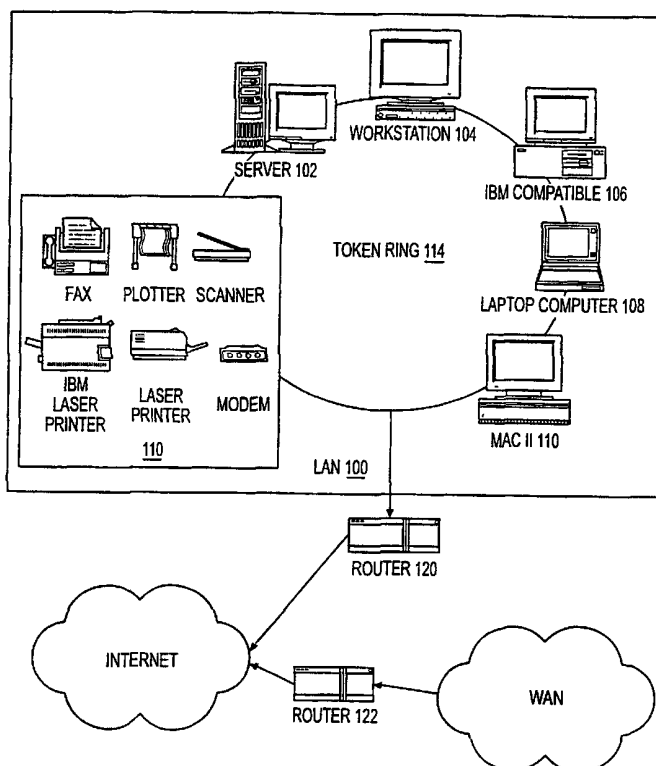 WORKSTATION 104
SERVER 102
IBM COMPATIBLE 106
TOKEN RING 114
FAX PLOTTER SCANNER
LAPTOP COMPUTER 108
IBM
LASER
PRINTER
LASER
PRINTER
MODEM
MAC II 110
110
LAN 100
ROUTER 120
INTERNET
ROUTER 122
WAN